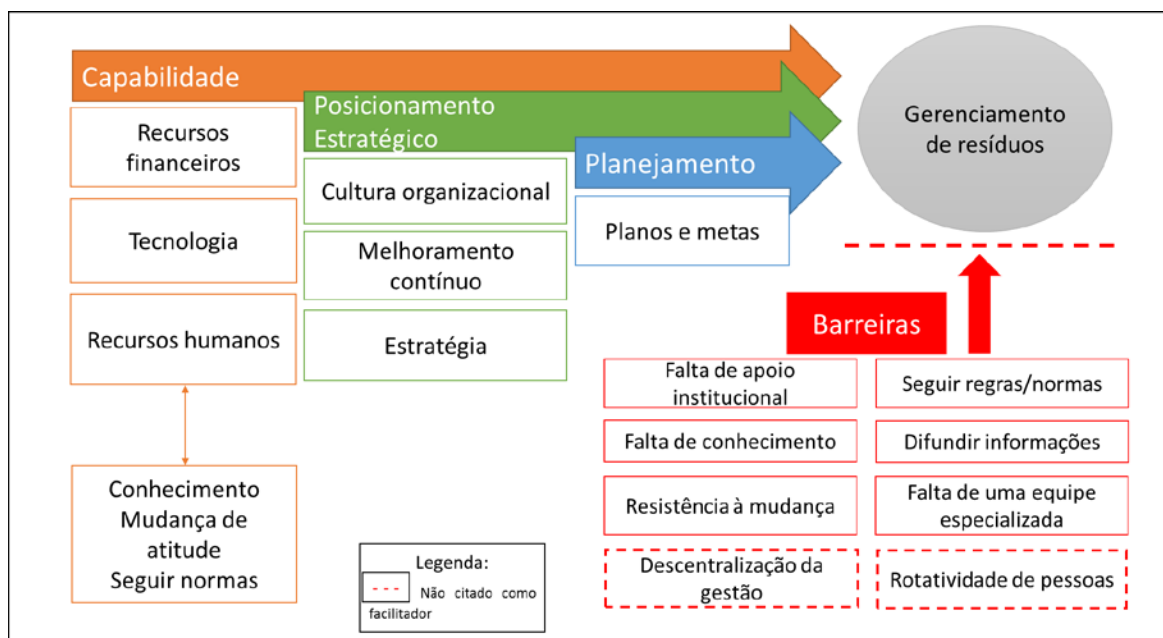 Capabilidade
Recursos
financeiros
Tecnologia
Recursos humanos
Conhecimento
Mudança de
atitude
Seguir normas
Posicionamento
Estratégico
Cultura organizacional
Melhoramento
contínuo
Estratégia
Planejamento
Planos e metas
Gerenciamento
de resíduos
Barreiras
Falta de apoio
institucional
Seguir regras/normas
Falta de conhecimento
Difundir informações
Resistência à mudança
Falta de uma equipe
especializada
Descentralização da
gestão
Rotatividade de pessoas
Legenda:
Não citado como
facilitador